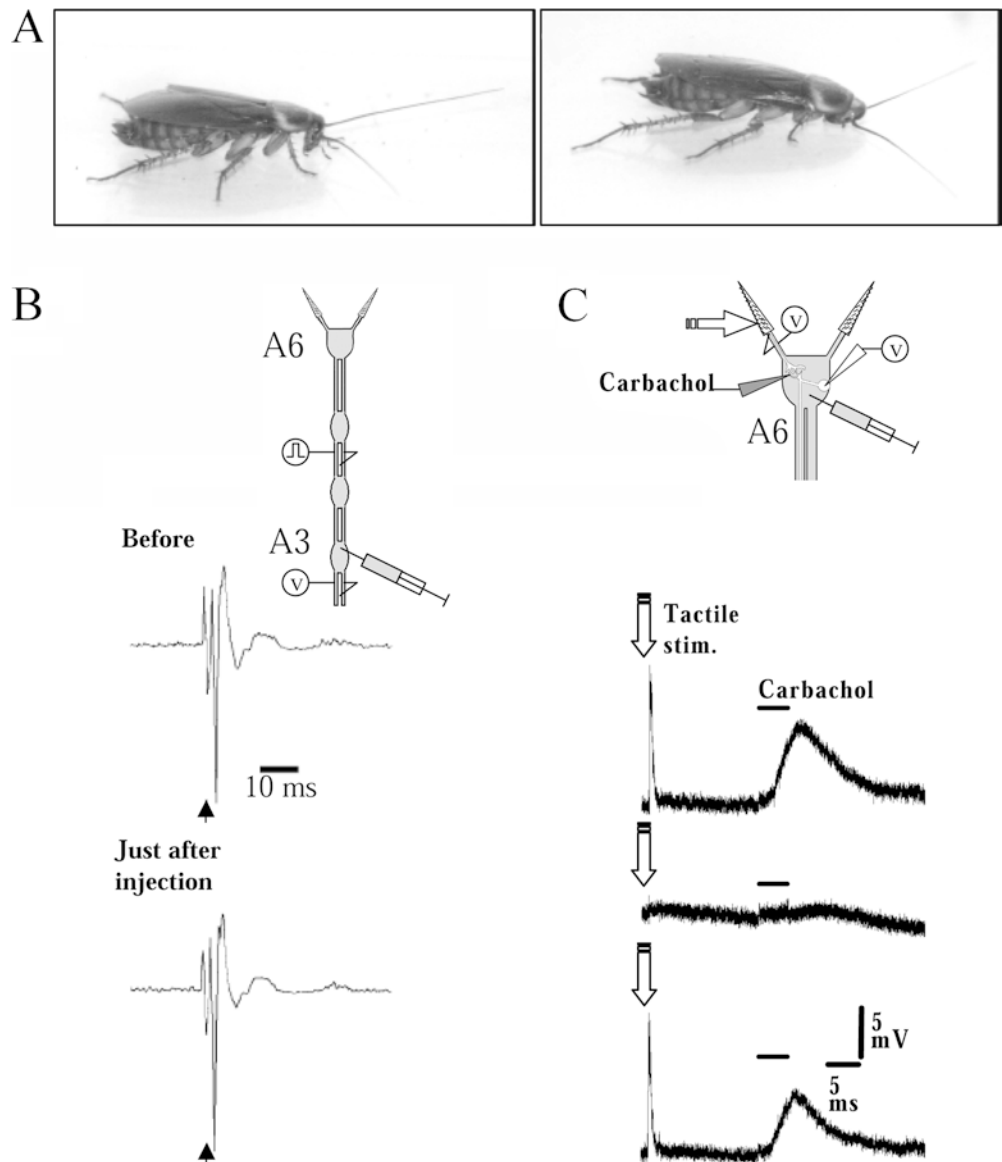 A
B
A6
A3
V
Before
10 ms
Just after
injection
C
V
V
Carbachol
A6
Tactile
stim.
Carbachol
5
mV
5
ms